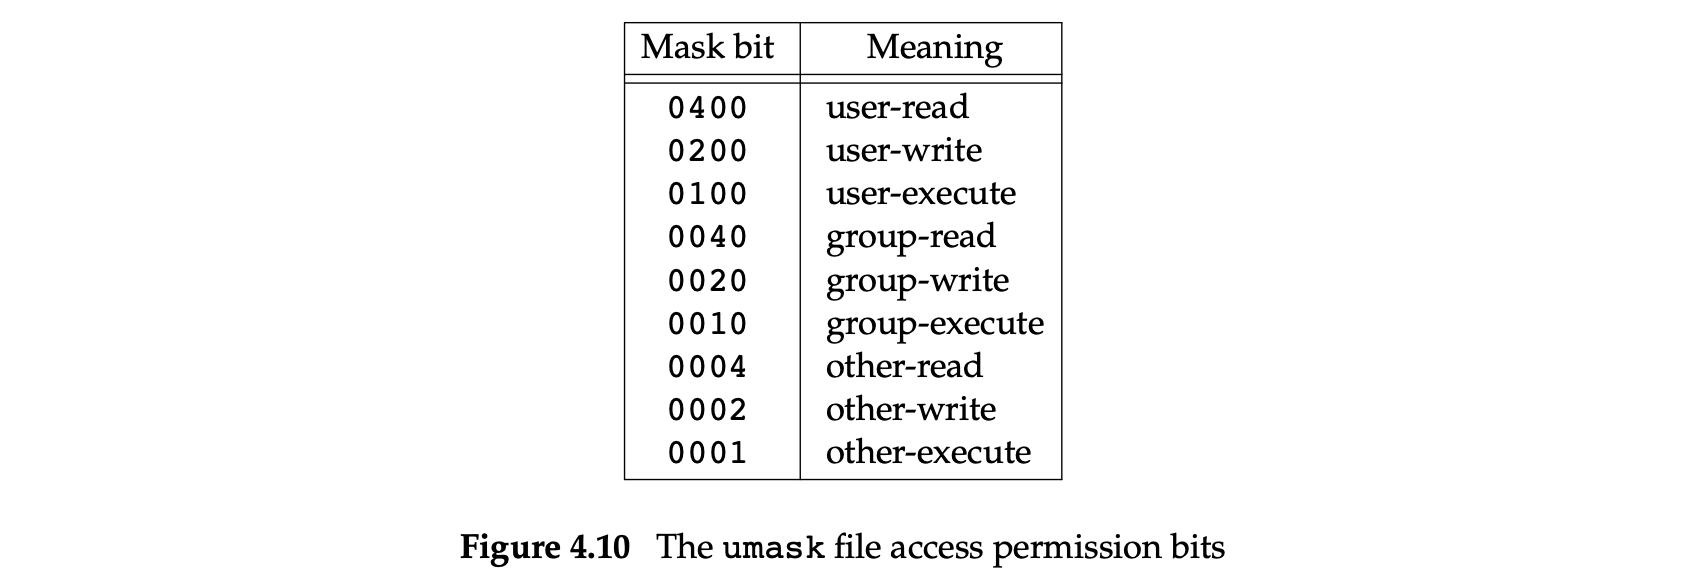 Mask bit Meaning
0400 user-read
0200 user-write
0100 user-execute
0040 group-read
0020 group-write
0010 group-execute
0004 other-read
0002 other-write
0001 other-execute
Figure 4.10 The umask file access permission bits